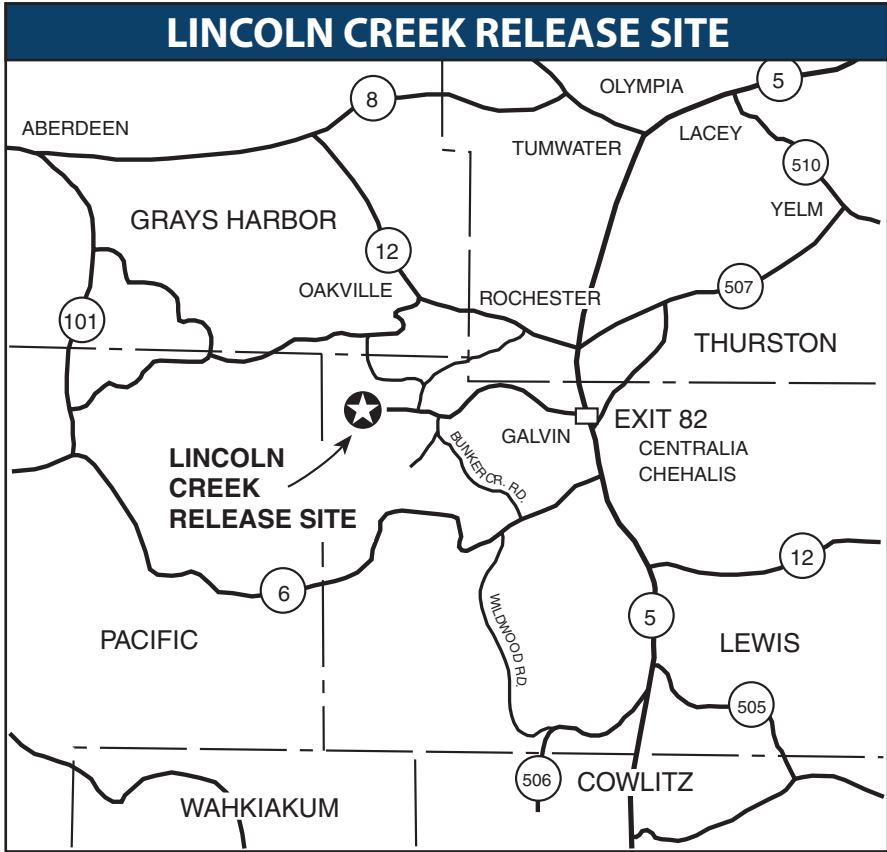 LINCOLN CREEK RELEASE SITE
OLYMPIA
5
8
ABERDEEN
TUMWATER
LACEY
510
GRAYS HARBOR
YELM
12
OAKVILLE
ROCHESTER
507
101
THURSTON
EXIT 82
GALVIN
CENTRALIA
CHEHALIS
LINCOLN
CREEK
RELEASE SITE
BUNKER CR. RD.
12
6
WILDWOOD RD.
5
PACIFIC
LEWIS
505
506
COWLITZ
WAHKIAKUM